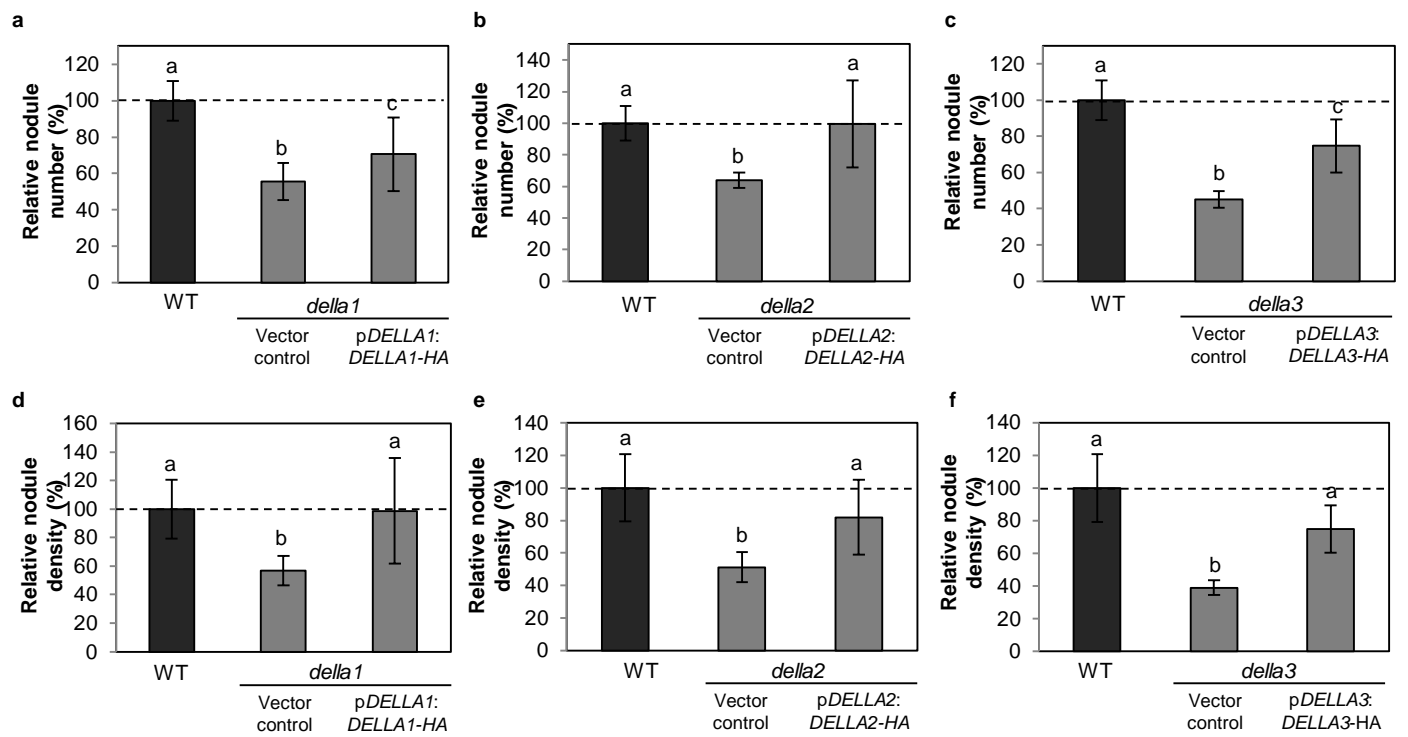 a
Relative nodule
number (%)
120
100
80
60
40
20
0
a
b
c
WT
della1
Vector
control
pDELLA1:
DELLA1-HA
b
Relative nodule
number (%)
140
120
100
80
60
40
20
0
a
b
a
WT
della2
Vector
control
pDELLA2:
DELLA2-HA
c
Relative nodule
number (%)
120
100
80
60
40
20
0
a
b
c
WT
della3
Vector
control
pDELLA3:
DELLA3-HA
d
Relative nodule
density (%)
160
140
120
100
80
60
40
20
0
a
b
a
WT
della1
Vector
control
pDELLA1:
DELLA1-HA
e
Relative nodule
density (%)
140
120
100
80
60
40
20
0
a
b
a
WT
della2
Vector
control
pDELLA2:
DELLA2-HA
f
Relative nodule
density (%)
140
120
100
80
60
40
20
0
a
b
a
WT
della3
Vector
control
pDELLA3:
DELLA3-HA